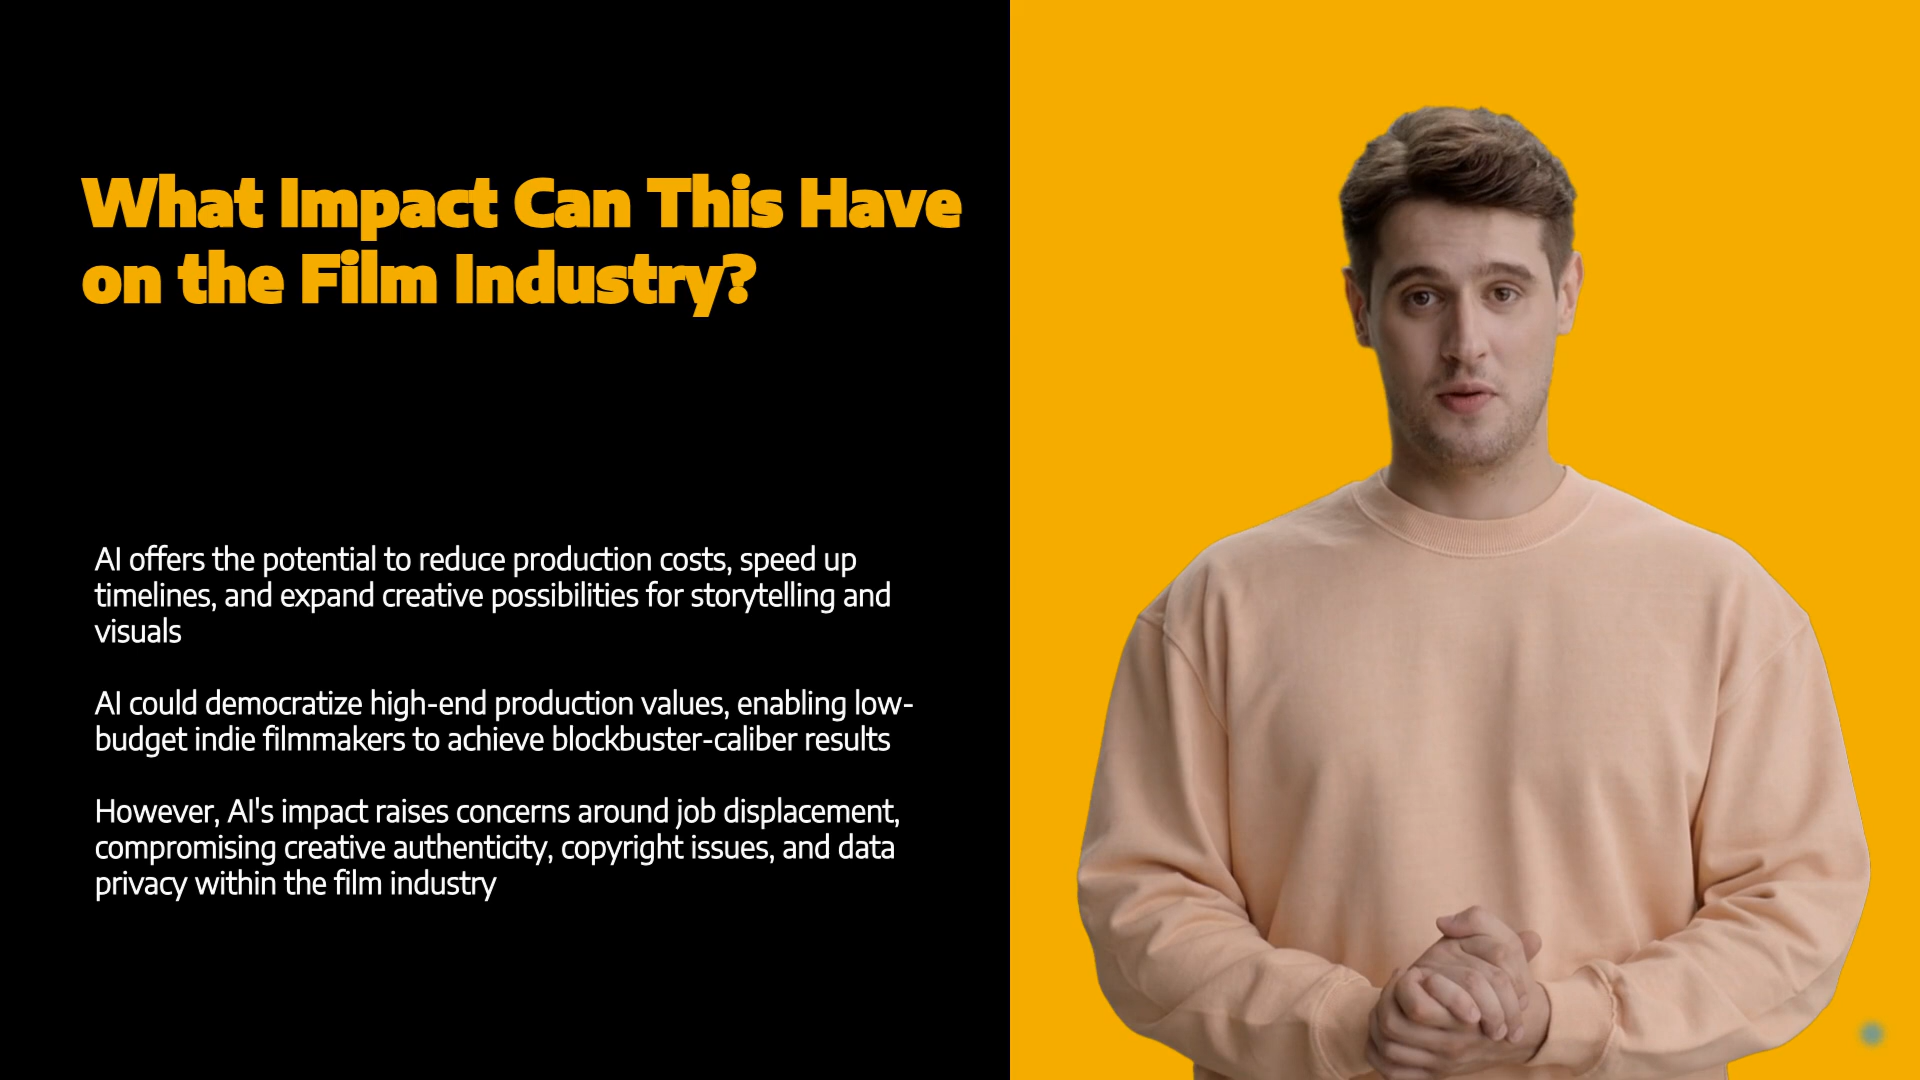 What Impact Can This Have
on the Film Industry?
AI offers the potential to reduce production costs, speed up
timelines, and expand creative possibilities for storytelling and
visuals
AI could democratize high-end production values, enabling low-
budget indie filmmakers to achieve blockbuster-caliber results
However, AI's impact raises concerns around job displacement,
compromising creative authenticity, copyright issues, and data
privacy within the film industry